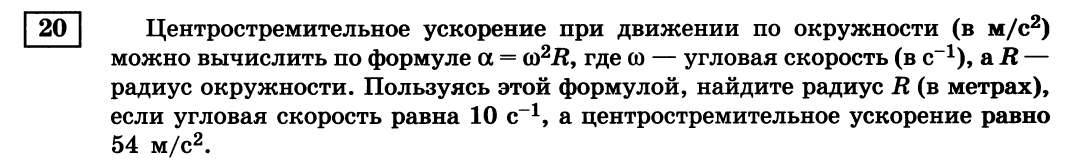 20 Центростремительное ускорение при движении по окружности (в м/с²)
можно вычислить по формуле α = ω²R, где ω — угловая скорость (в с⁻¹), а R —
радиус окружности. Пользуясь этой формулой, найдите радиус R (в метрах),
если угловая скорость равна 10 с⁻¹, а центростремительное ускорение равно
54 м/с².